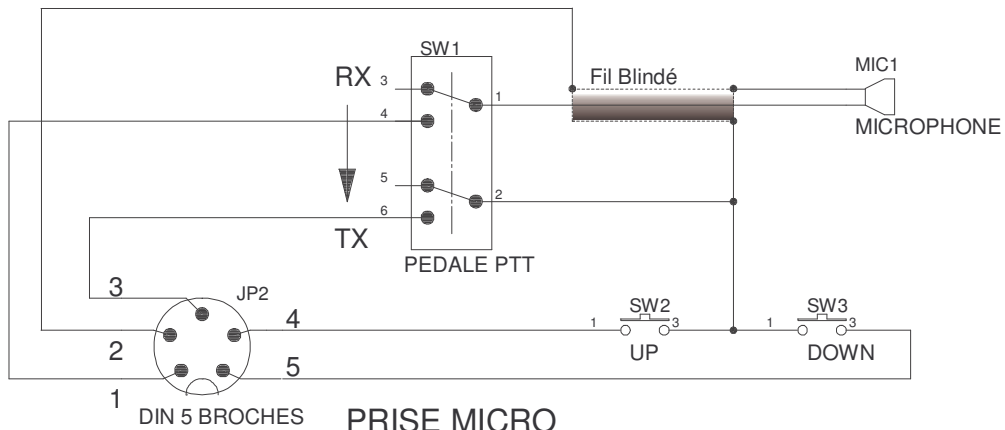 SW1
RX
3
1
4
5
2
6
TX
PEDALE PTT
Fil Blindé
MIC1
MICROPHONE
3
JP2
4
2
5
1
DIN 5 BROCHES
PRISE MICRO
SW2
1
3
UP
SW3
1
3
DOWN